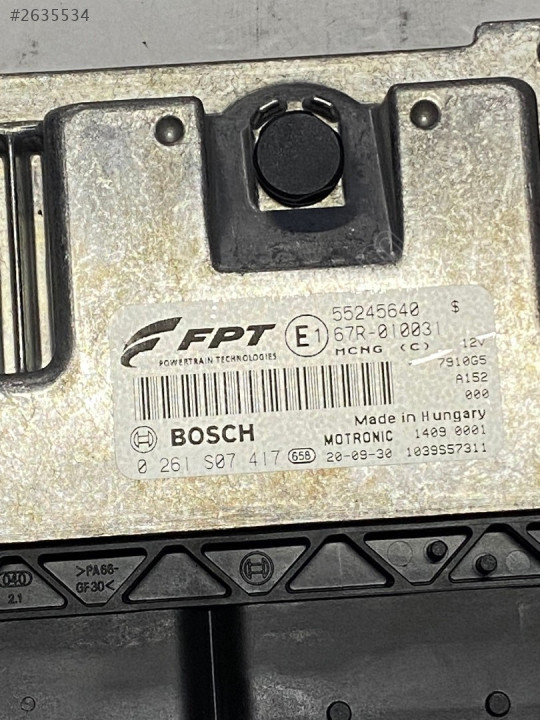 #2635534
FPT
POWERTRAIN TECHNOLOGIES
E1
55245640 $
67R-010031
MCNG (C) 12V
7910G5
A152
000
Made in Hungary
BOSCH
MOTRONIC 1409 0001
0 261 S07 417 658 20-09-30 1039S57311
040
2.1
>PA66-
GF30<